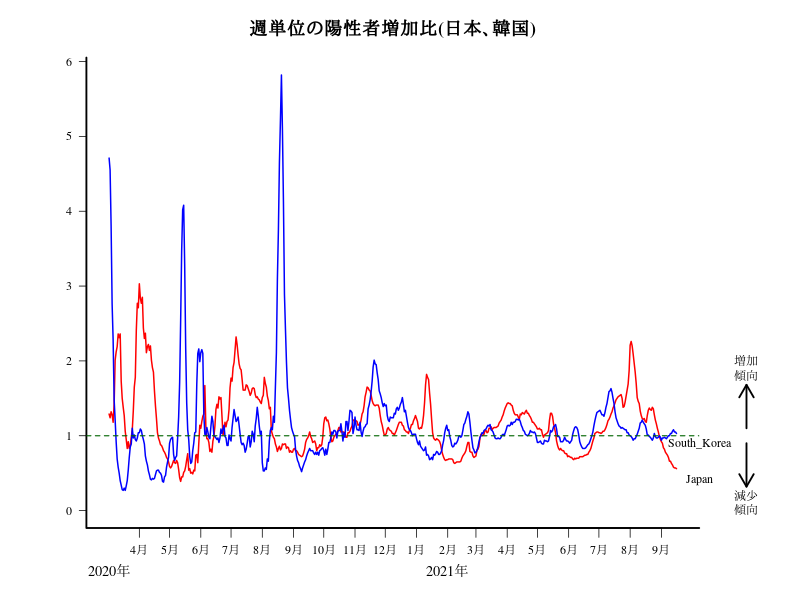 週単位の陽性者増加比(日本、韓国)
6
5
4
3
2
1
0
増加
傾向
South_Korea
Japan
減少
傾向
4月 5月 6月 7月 8月 9月 10月 11月 12月 1月 2月 3月 4月 5月 6月 7月 8月 9月
2020年 2021年